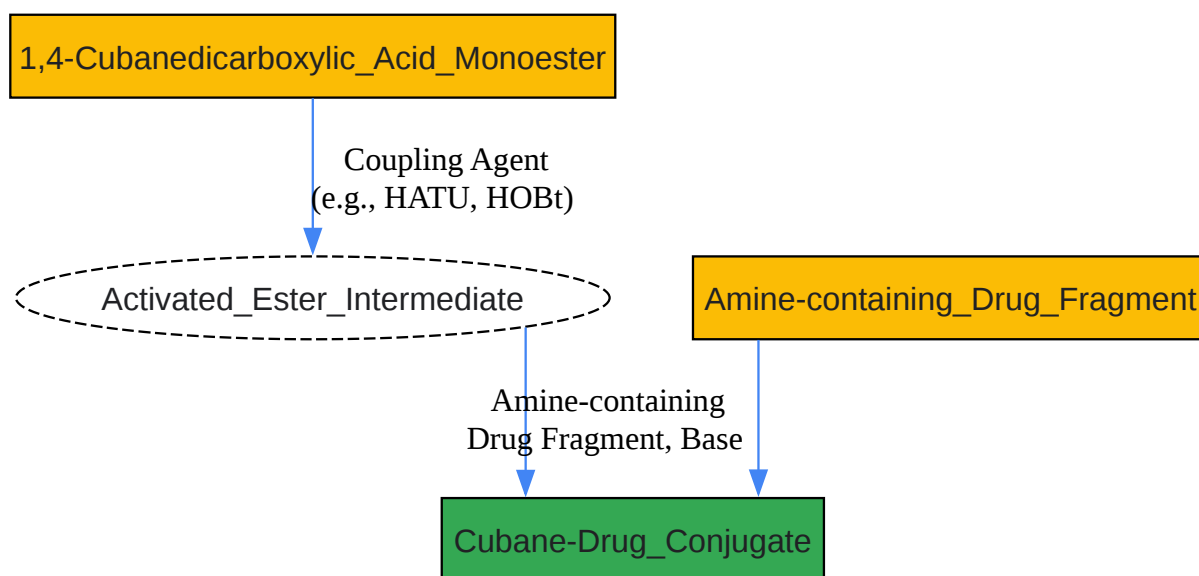 1,4-Cubanedicarboxylic_Acid_Monoester
Coupling Agent
(e.g., HATU, HOBt)
Activated_Ester_Intermediate
Amine-containing_Drug_Fragment
Amine-containing
Drug Fragment, Base
Cubane-Drug_Conjugate